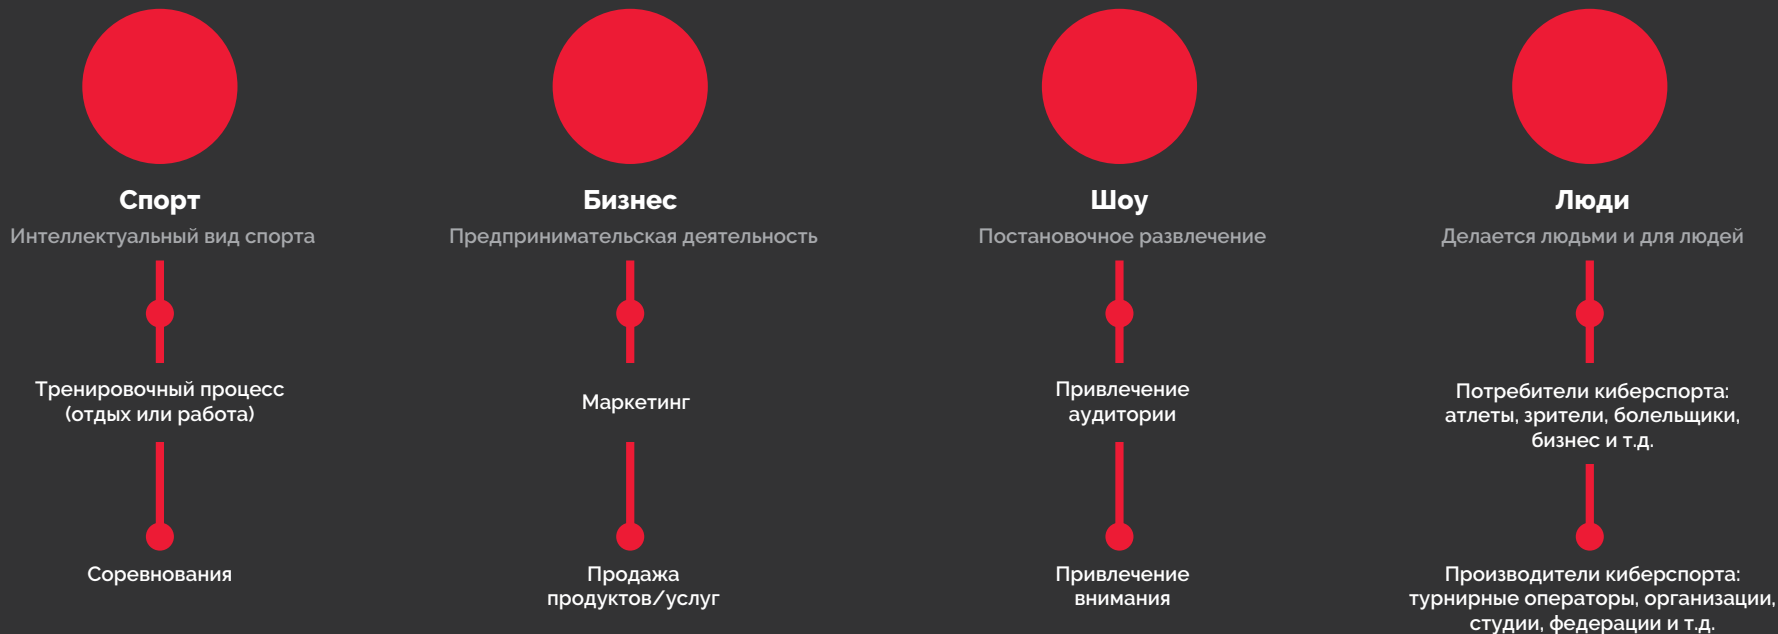 Спорт
Интеллектуальный вид спорта
Тренировочный процесс
(отдых или работа)
Соревнования
Бизнес
Предпринимательская деятельность
Маркетинг
Продажа
продуктов/услуг
Шоу
Постановочное развлечение
Привлечение
аудитории
Привлечение
внимания
Люди
Делается людьми и для людей
Потребители киберспорта:
атлеты, зрители, болельщики,
бизнес и т.д.
Производители киберспорта:
турнирные операторы, организации,
студии, федерации и т.д.